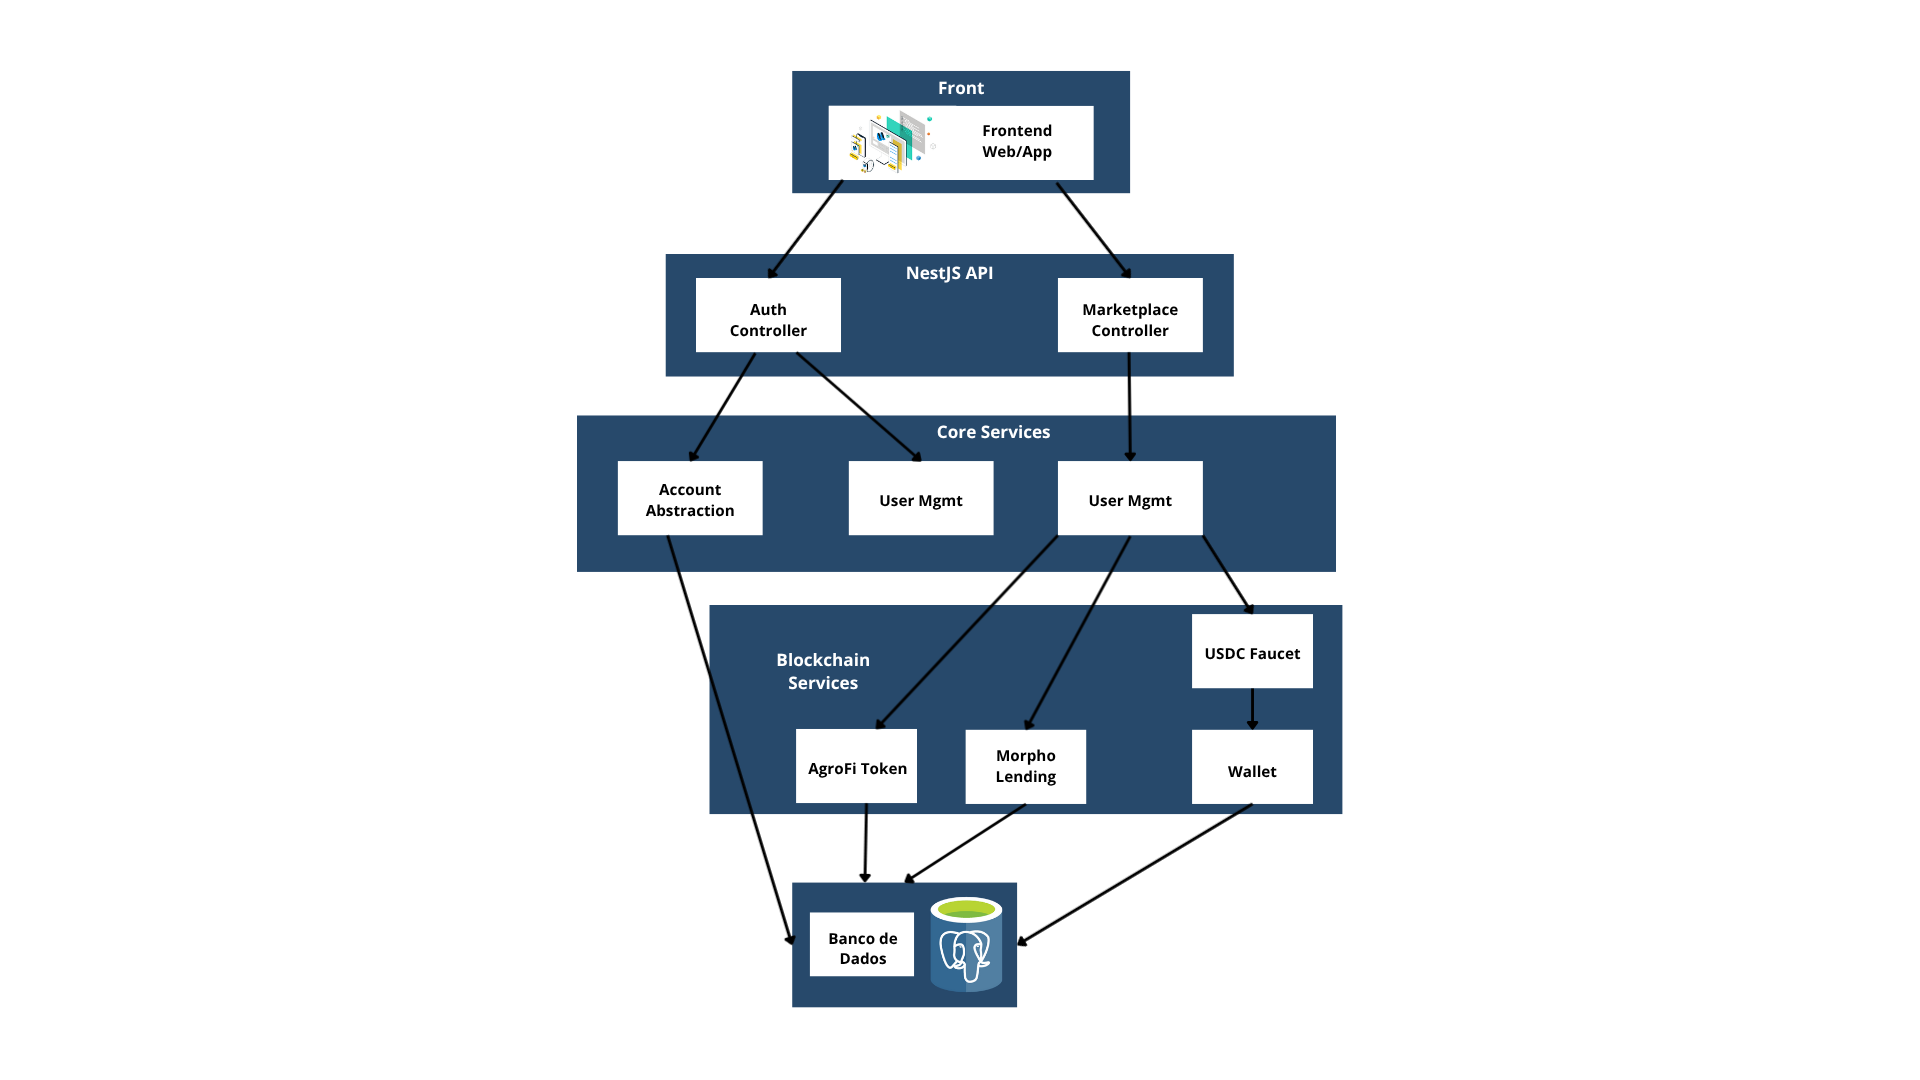 Front
Frontend
Web/App
NestJS API
Auth
Controller
Marketplace
Controller
Core Services
Account
Abstraction
User Mgmt
User Mgmt
Blockchain
Services
USDC Faucet
AgroFi Token
Morpho
Lending
Wallet
Banco de
Dados